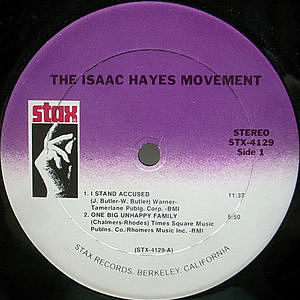 THE ISAAC HAYES MOVEMENT
stax
STEREO
STX-4129
Side 1
1. I STAND ACCUSED 11:37
(J. Butler-W. Butler) Warner-
Tamerlane Publg. Corp.-BMI
2. ONE BIG UNHAPPY FAMILY 5:50
(Chalmers-Rhodes) Times Square Music
Publns. Co./Rhomers Music Inc. -BMI
(STX-4129-A)
STAX RECORDS, BERKELEY, CALIFORNIA